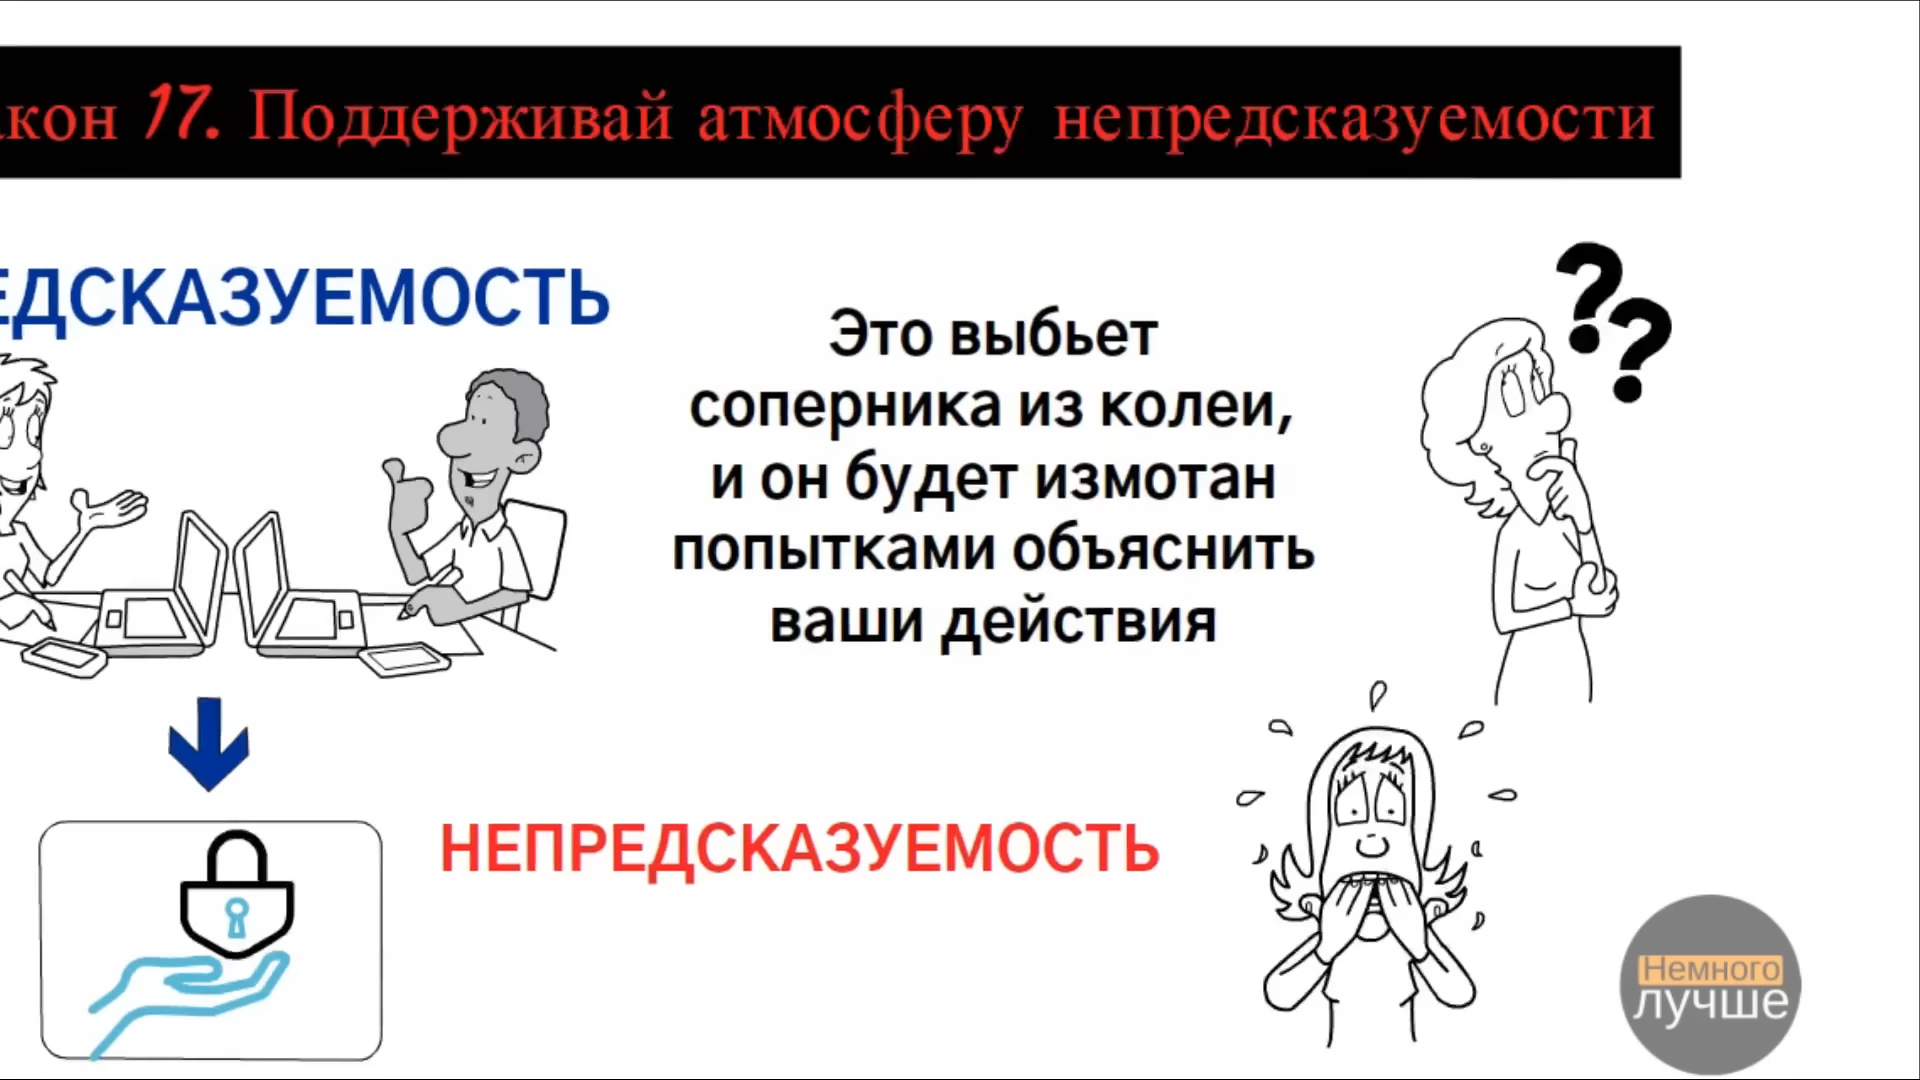 акон 17. Поддерживай атмосферу непредсказуемости
ЕДСКАЗУЕМОСТЬ
Это выбьет
соперника из колеи,
и он будет измотан
попытками объяснить
ваши действия
НЕПРЕДСКАЗУЕМОСТЬ
Немного
лучше